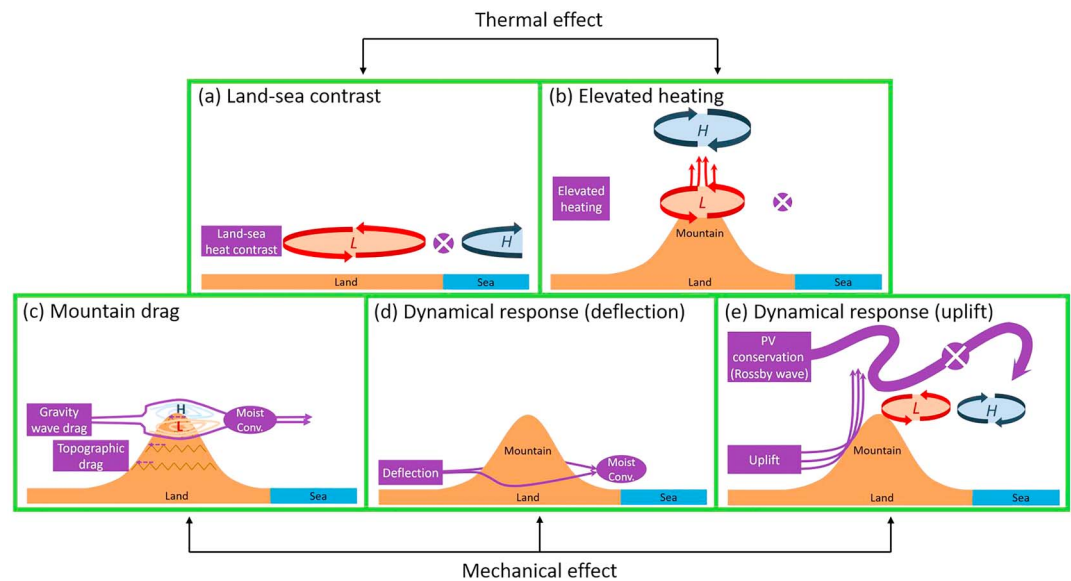 Thermal effect
(a) Land-sea contrast
Land-sea
heat contrast
L
H
Land
Sea
(b) Elevated heating
H
Elevated
heating
L
Mountain
Land
Sea
(c) Mountain drag
Gravity
wave drag
H
L
Moist
Conv.
Topographic
drag
Land
Sea
(d) Dynamical response (deflection)
Mountain
Deflection
Moist
Conv.
Land
Sea
(e) Dynamical response (uplift)
PV
conservation
(Rossby wave)
L
H
Uplift
Mountain
Land
Sea
Mechanical effect